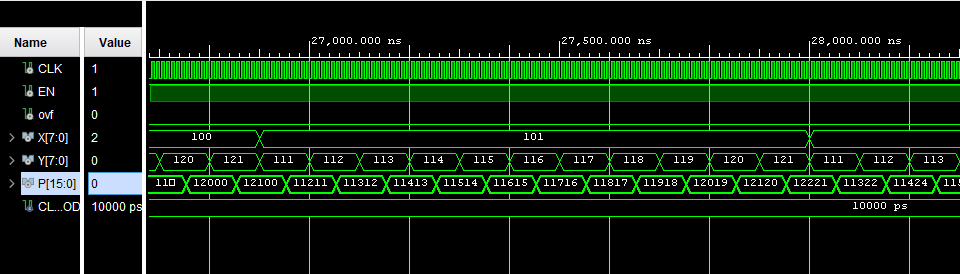 Name Value 27,000.000 ns 27,500.000 ns 28,000.000 ns
CLK 1
EN 1
ovf 0
X[7:0] 2 100 101
Y[7:0] 0 120 121 111 112 113 114 115 116 117 118 119 120 121 111 112 113
P[15:0] 0 12000 12100 11211 11312 11413 11514 11615 11716 11817 11918 12019 12120 12221 11322 11424
CL...OD 10000 ps 10000 ps